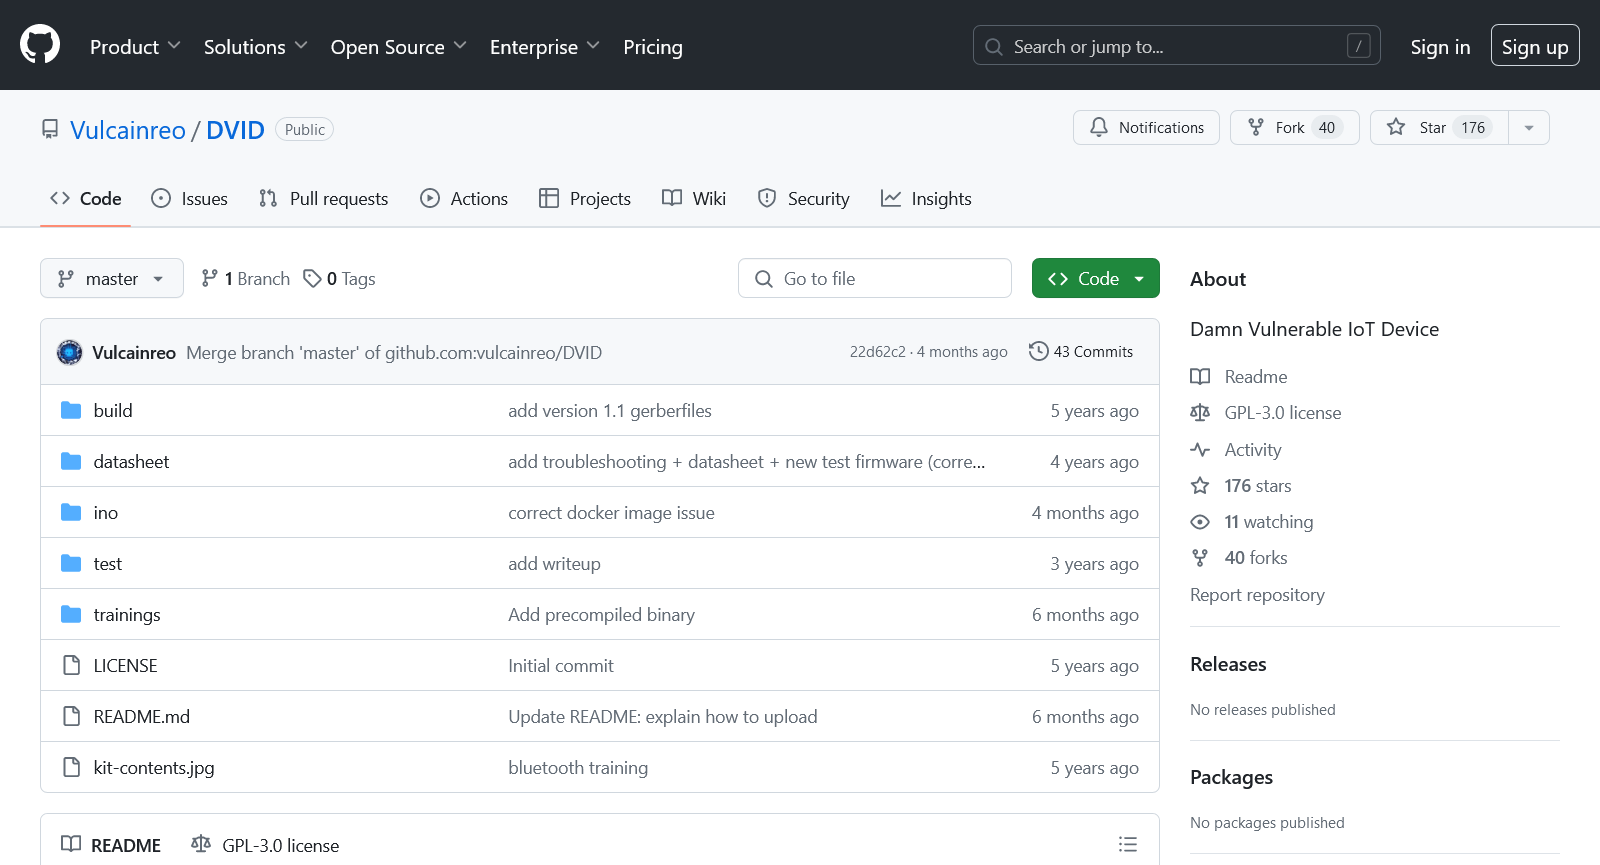 Product Solutions Open Source Enterprise Pricing Search or jump to... / Sign in Sign up
Vulcainreo / DVID Public Notifications Fork 40 Star 176
Code Issues Pull requests Actions Projects Wiki Security Insights
master 1 Branch 0 Tags Go to file Code
Vulcainreo Merge branch 'master' of github.com:vulcainreo/DVID 22d62c2 · 4 months ago 43 Commits
build add version 1.1 gerberfiles 5 years ago
datasheet add troubleshooting + datasheet + new test firmware (corre... 4 years ago
ino correct docker image issue 4 months ago
test add writeup 3 years ago
trainings Add precompiled binary 6 months ago
LICENSE Initial commit 5 years ago
README.md Update README: explain how to upload 6 months ago
kit-contents.jpg bluetooth training 5 years ago
README GPL-3.0 license
About
Damn Vulnerable IoT Device
Readme
GPL-3.0 license
Activity
176 stars
11 watching
40 forks
Report repository
Releases
No releases published
Packages
No packages published